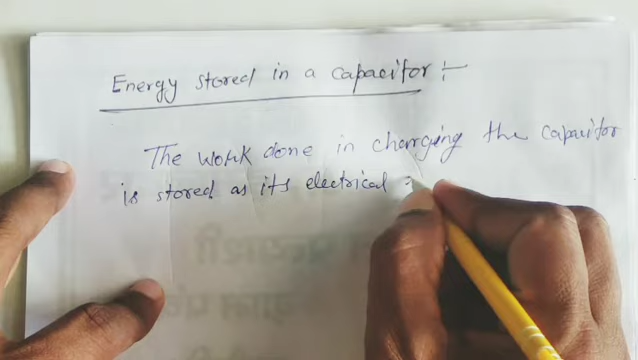 Energy stored in a capacitor :-
The work done in charging the capacitor
is stored as its electrical